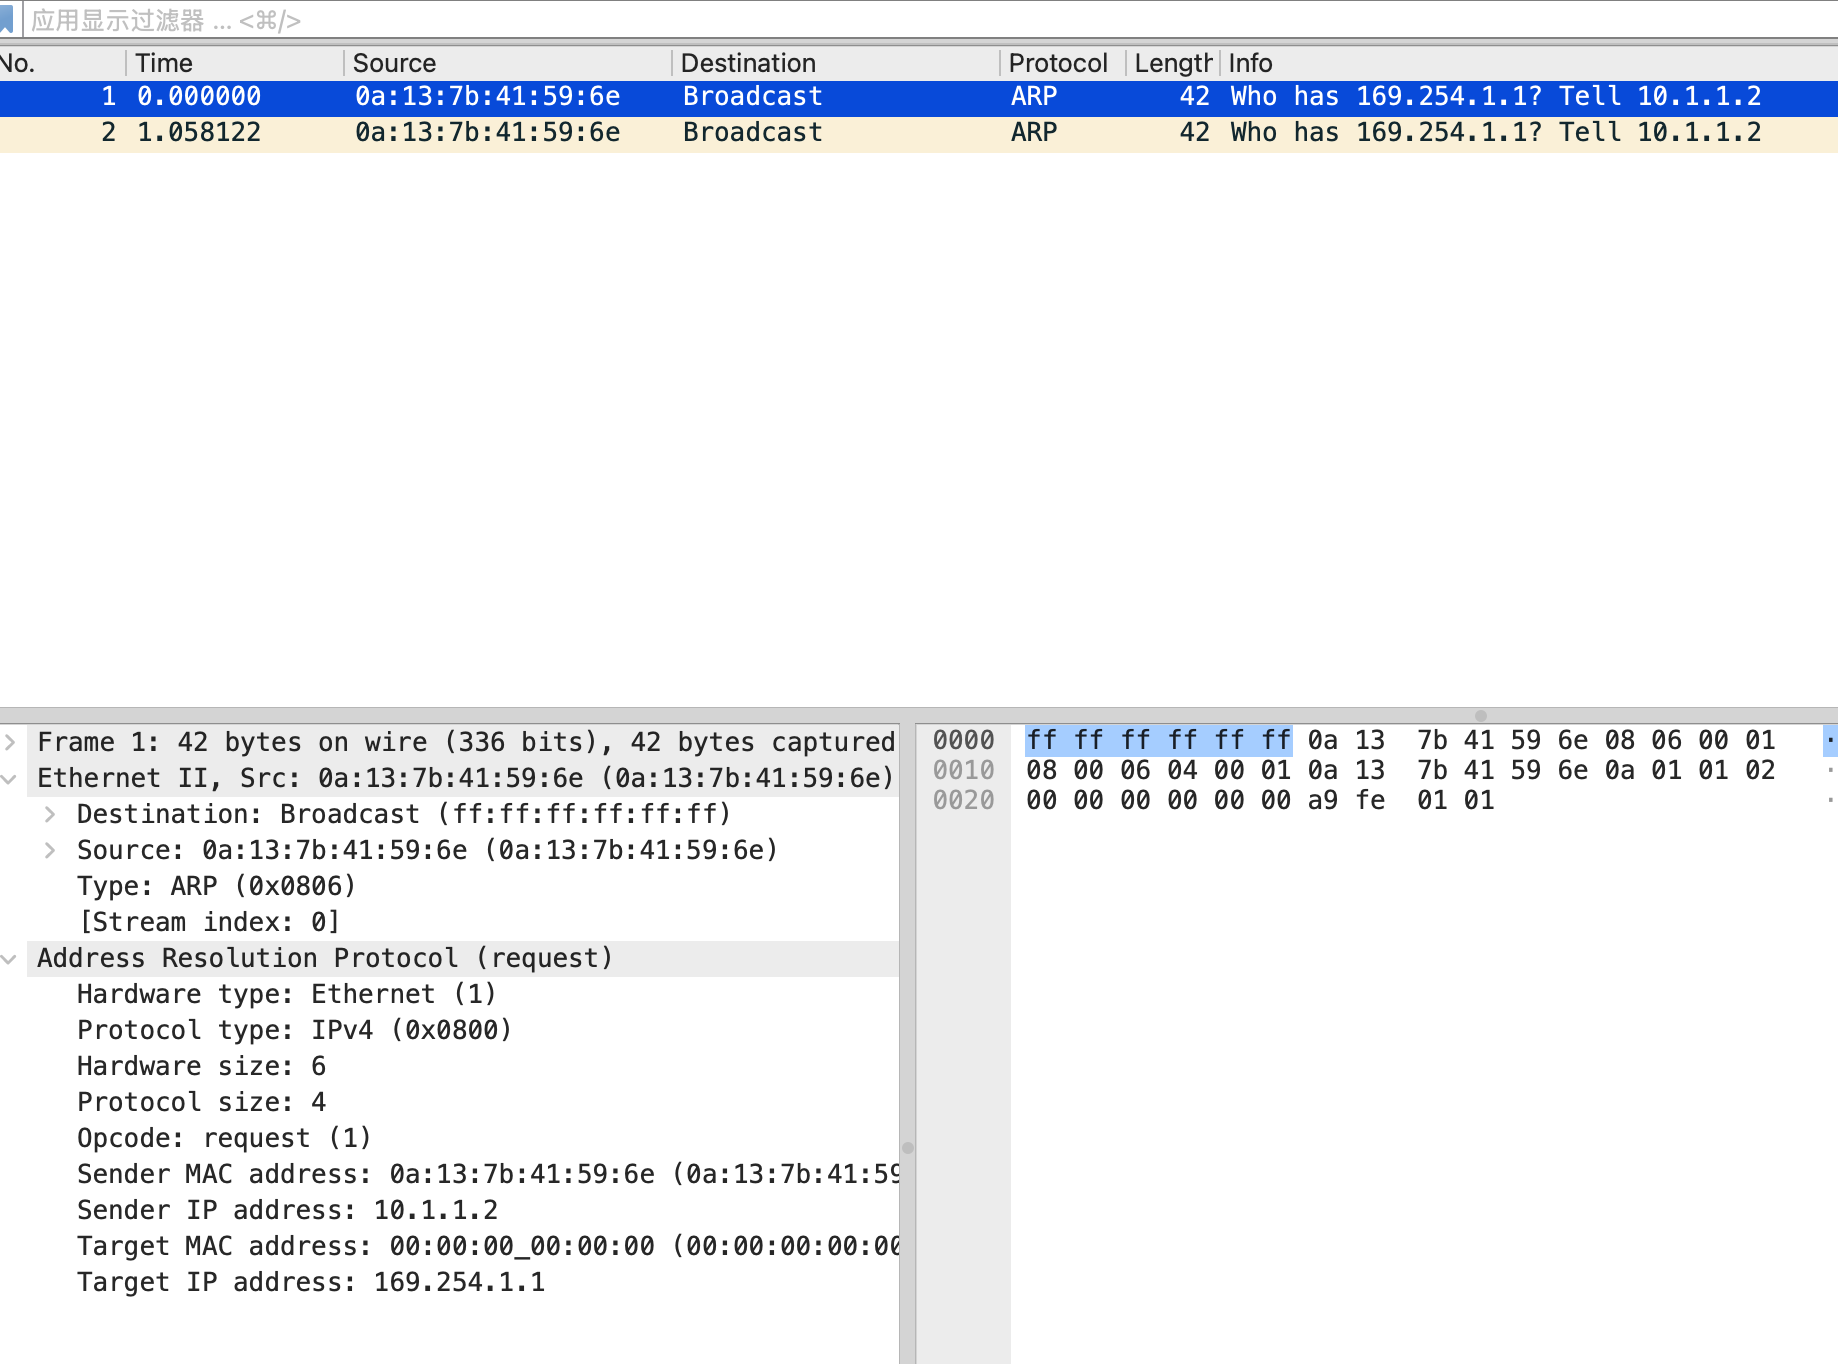 应用显示过滤器 … <⌘/>
No. Time Source Destination Protocol Length Info
1 0.000000 0a:13:7b:41:59:6e Broadcast ARP 42 Who has 169.254.1.1? Tell 10.1.1.2
2 1.058122 0a:13:7b:41:59:6e Broadcast ARP 42 Who has 169.254.1.1? Tell 10.1.1.2
Frame 1: 42 bytes on wire (336 bits), 42 bytes captured
Ethernet II, Src: 0a:13:7b:41:59:6e (0a:13:7b:41:59:6e)
Destination: Broadcast (ff:ff:ff:ff:ff:ff)
Source: 0a:13:7b:41:59:6e (0a:13:7b:41:59:6e)
Type: ARP (0x0806)
[Stream index: 0]
Address Resolution Protocol (request)
Hardware type: Ethernet (1)
Protocol type: IPv4 (0x0800)
Hardware size: 6
Protocol size: 4
Opcode: request (1)
Sender MAC address: 0a:13:7b:41:59:6e (0a:13:7b:41:59
Sender IP address: 10.1.1.2
Target MAC address: 00:00:00_00:00:00 (00:00:00:00:00
Target IP address: 169.254.1.1
0000 ff ff ff ff ff ff 0a 13 7b 41 59 6e 08 06 00 01 ·
0010 08 00 06 04 00 01 0a 13 7b 41 59 6e 0a 01 01 02 ·
0020 00 00 00 00 00 00 a9 fe 01 01 ·